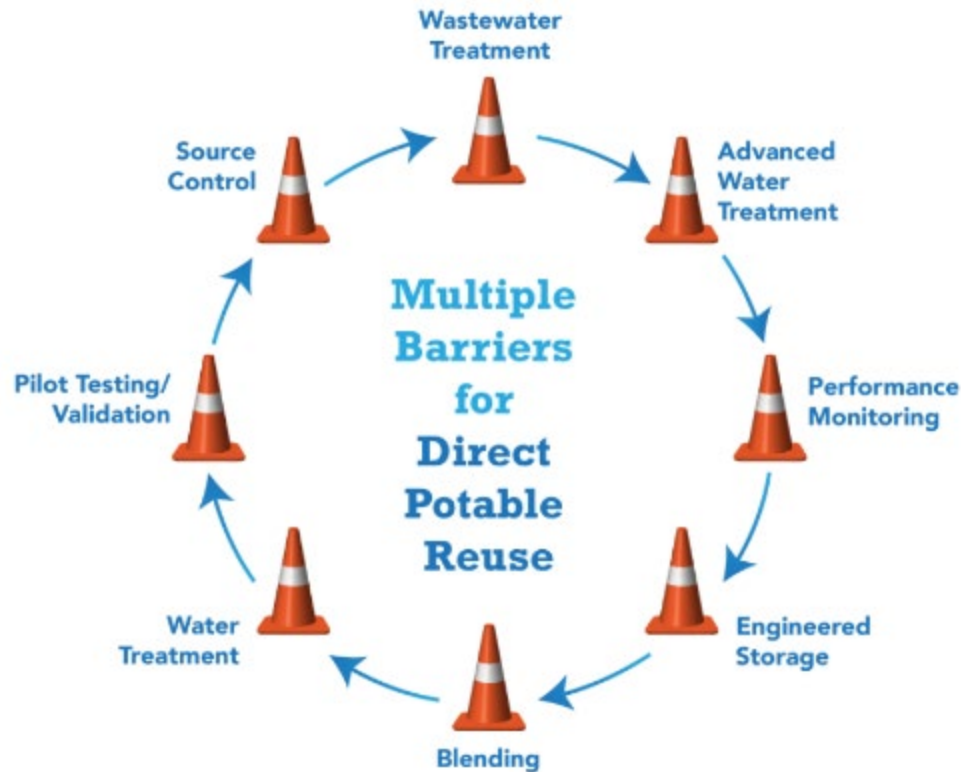 Wastewater
Treatment
Advanced
Water
Treatment
Performance
Monitoring
Engineered
Storage
Blending
Water
Treatment
Pilot Testing/
Validation
Source
Control
Multiple
Barriers
for
Direct
Potable
Reuse